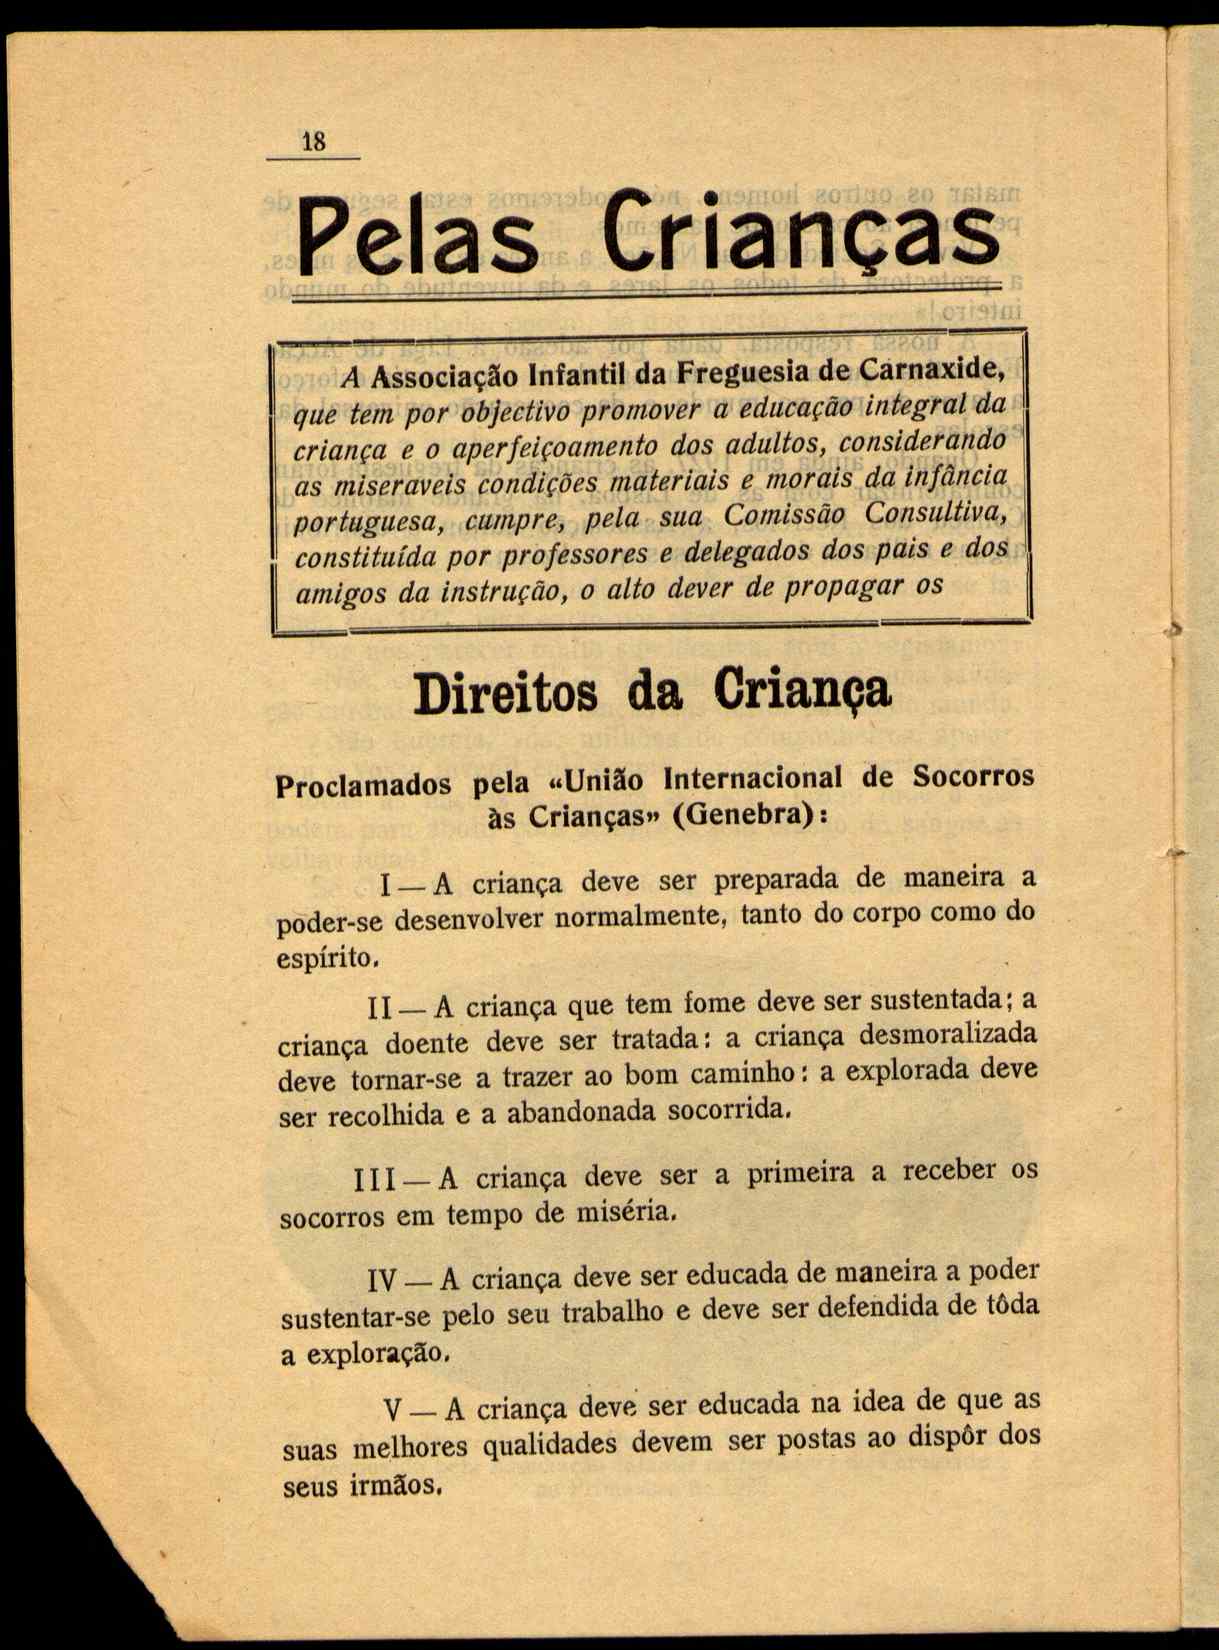 18
Pelas Crianças
A Associação Infantil da Freguesia de Carnaxide,
que tem por objectivo promover a educação integral da
criança e o aperfeiçoamento dos adultos, considerando
as miseraveis condições materiais e morais da infância
portuguesa, cumpre, pela sua Comissão Consultiva,
constituída por professores e delegados dos pais e dos
amigos da instrução, o alto dever de propagar os
Direitos da Criança
Proclamados pela «União Internacional de Socorros
às Crianças» (Genebra):
I — A criança deve ser preparada de maneira a
poder-se desenvolver normalmente, tanto do corpo como do
espírito.
II — A criança que tem fome deve ser sustentada; a
criança doente deve ser tratada: a criança desmoralizada
deve tornar-se a trazer ao bom caminho: a explorada deve
ser recolhida e a abandonada socorrida.
III — A criança deve ser a primeira a receber os
socorros em tempo de miséria.
IV — A criança deve ser educada de maneira a poder
sustentar-se pelo seu trabalho e deve ser defendida de tôda
a exploração.
V — A criança deve ser educada na idea de que as
suas melhores qualidades devem ser postas ao dispôr dos
seus irmãos.